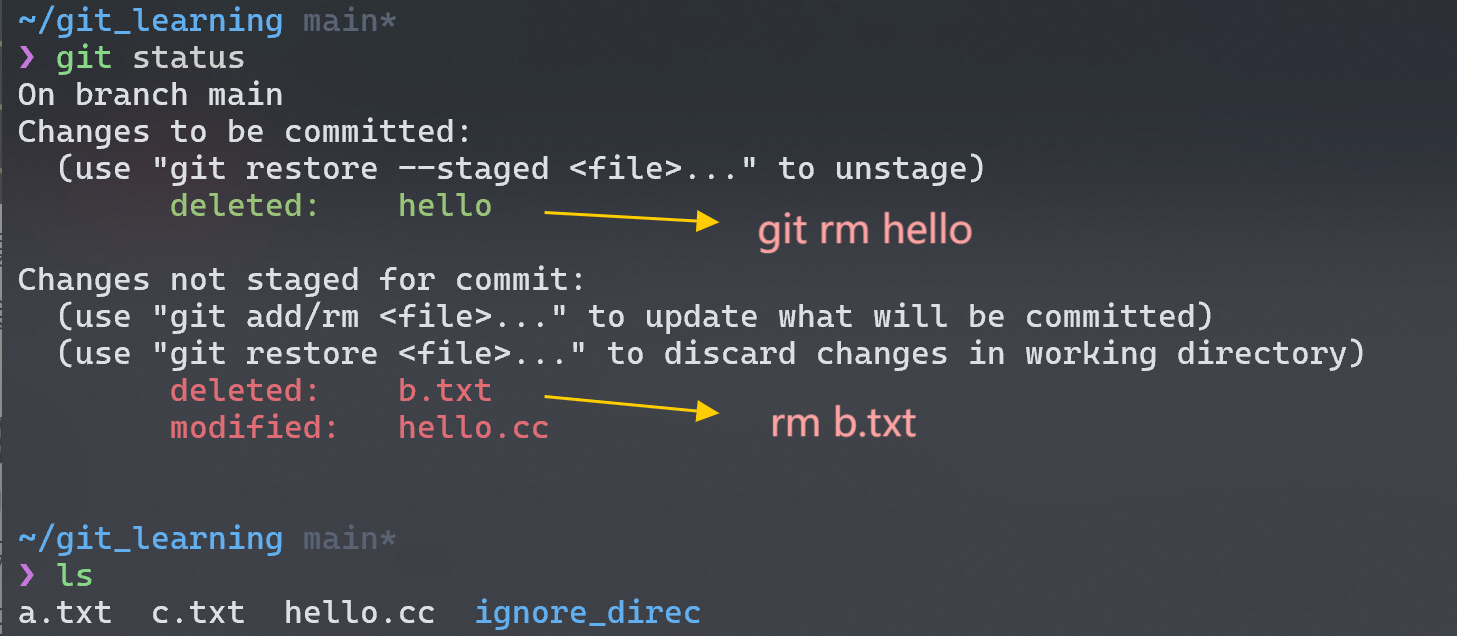 ~/git_learning main*
❯ git status
On branch main
Changes to be committed:
  (use "git restore --staged <file>..." to unstage)
        deleted:    hello
git rm hello
Changes not staged for commit:
  (use "git add/rm <file>..." to update what will be committed)
  (use "git restore <file>..." to discard changes in working directory)
        deleted:    b.txt
rm b.txt
        modified:   hello.cc
~/git_learning main*
❯ ls
a.txt  c.txt  hello.cc  ignore_direc